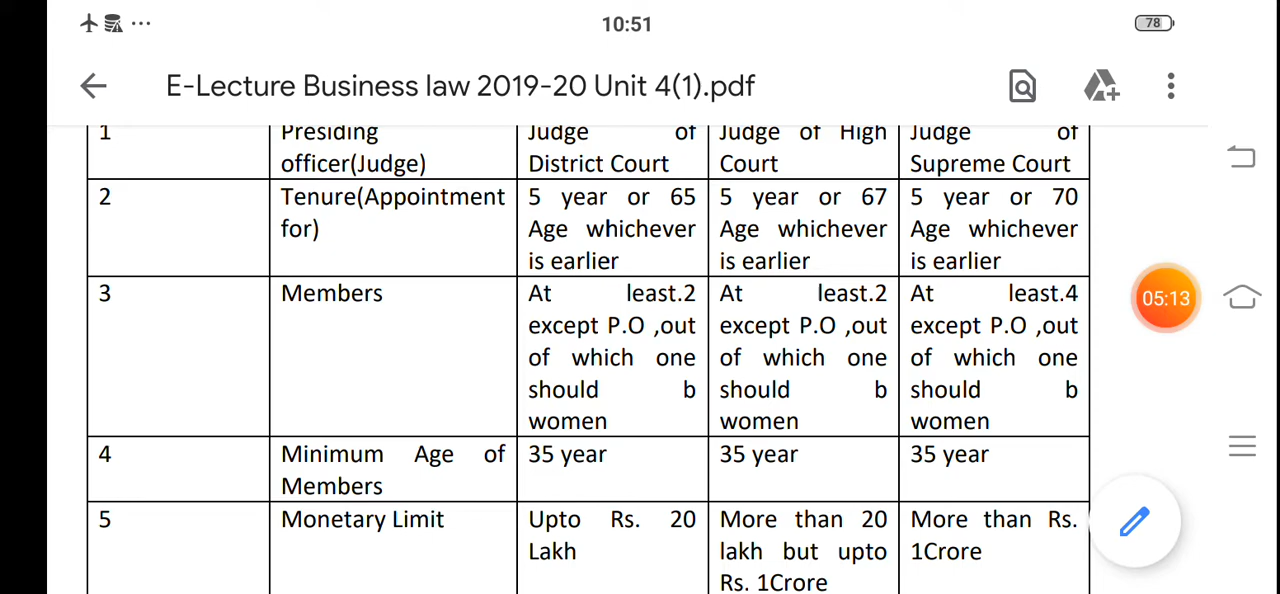 10:51
78
E-Lecture Business law 2019-20 Unit 4(1).pdf
1 Presiding officer(Judge) Judge of District Court Judge of High Court Judge of Supreme Court
2 Tenure(Appointment for) 5 year or 65 Age whichever is earlier 5 year or 67 Age whichever is earlier 5 year or 70 Age whichever is earlier
3 Members At least.2 except P.O ,out of which one should b women At least.2 except P.O ,out of which one should b women At least.4 except P.O ,out of which one should b women
4 Minimum Age of Members 35 year 35 year 35 year
5 Monetary Limit Upto Rs. 20 Lakh More than 20 lakh but upto Rs. 1Crore More than Rs. 1Crore
05:13